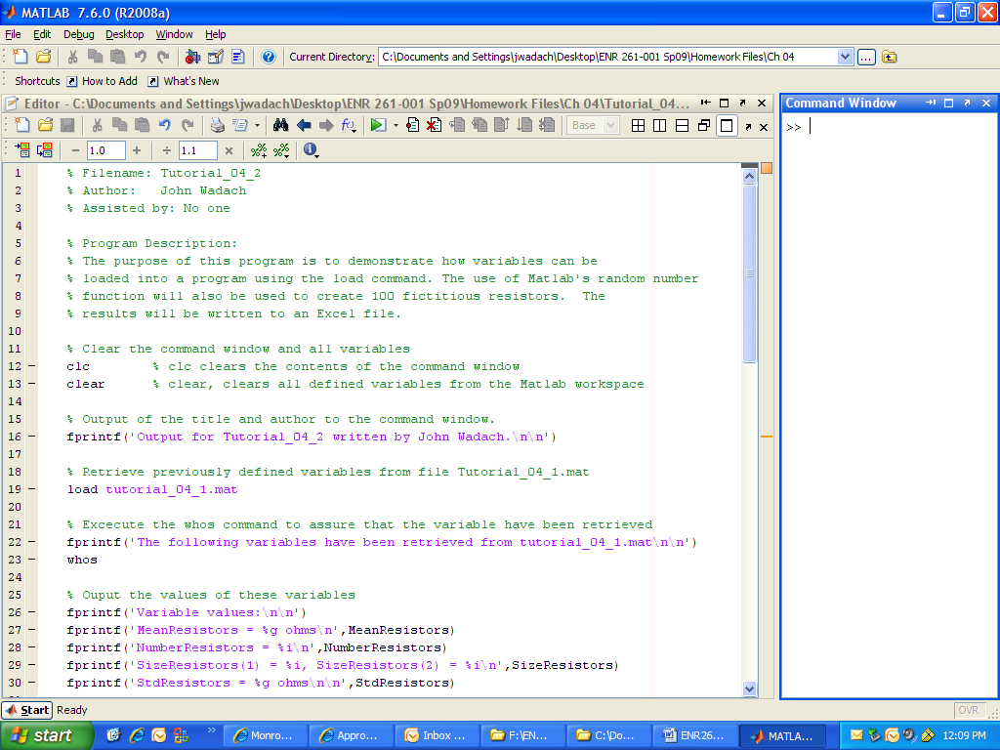 MATLAB 7.6.0 (R2008a)
File Edit Debug Desktop Window Help
Current Directory: C:\Documents and Settings\jwadach\Desktop\ENR 261-001 Sp09\Homework Files\Ch 04
Shortcuts How to Add What's New
Editor - C:\Documents and Settings\jwadach\Desktop\ENR 261-001 Sp09\Homework Files\Ch 04\Tutorial_04...
Base
- 1.0 + ÷ 1.1 ×
1 % Filename: Tutorial_04_2
2 % Author: John Wadach
3 % Assisted by: No one
4
5 % Program Description:
6 % The purpose of this program is to demonstrate how variables can be
7 % loaded into a program using the load command. The use of Matlab's random number
8 % function will also be used to create 100 fictitious resistors. The
9 % results will be written to an Excel file.
10
11 % Clear the command window and all variables
12 - clc % clc clears the contents of the command window
13 - clear % clear, clears all defined variables from the Matlab workspace
14
15 % Output of the title and author to the command window.
16 - fprintf('Output for Tutorial_04_2 written by John Wadach.\n\n')
17
18 % Retrieve previously defined variables from file Tutorial_04_1.mat
19 - load tutorial_04_1.mat
20
21 % Excecute the whos command to assure that the variable have been retrieved
22 - fprintf('The following variables have been retrieved from tutorial_04_1.mat\n\n')
23 - whos
24
25 % Ouput the values of these variables
26 - fprintf('Variable values:\n\n')
27 - fprintf('MeanResistors = %g ohms\n',MeanResistors)
28 - fprintf('NumberResistors = %i\n',NumberResistors)
29 - fprintf('SizeResistors(1) = %i, SizeResistors(2) = %i\n',SizeResistors)
30 - fprintf('StdResistors = %g ohms\n\n',StdResistors)
Command Window
>>
Start Ready
OVR
start
Monro...
Appro...
Inbox ...
F:\EN...
C:\Do...
ENR26...
MATLA...
12:09 PM